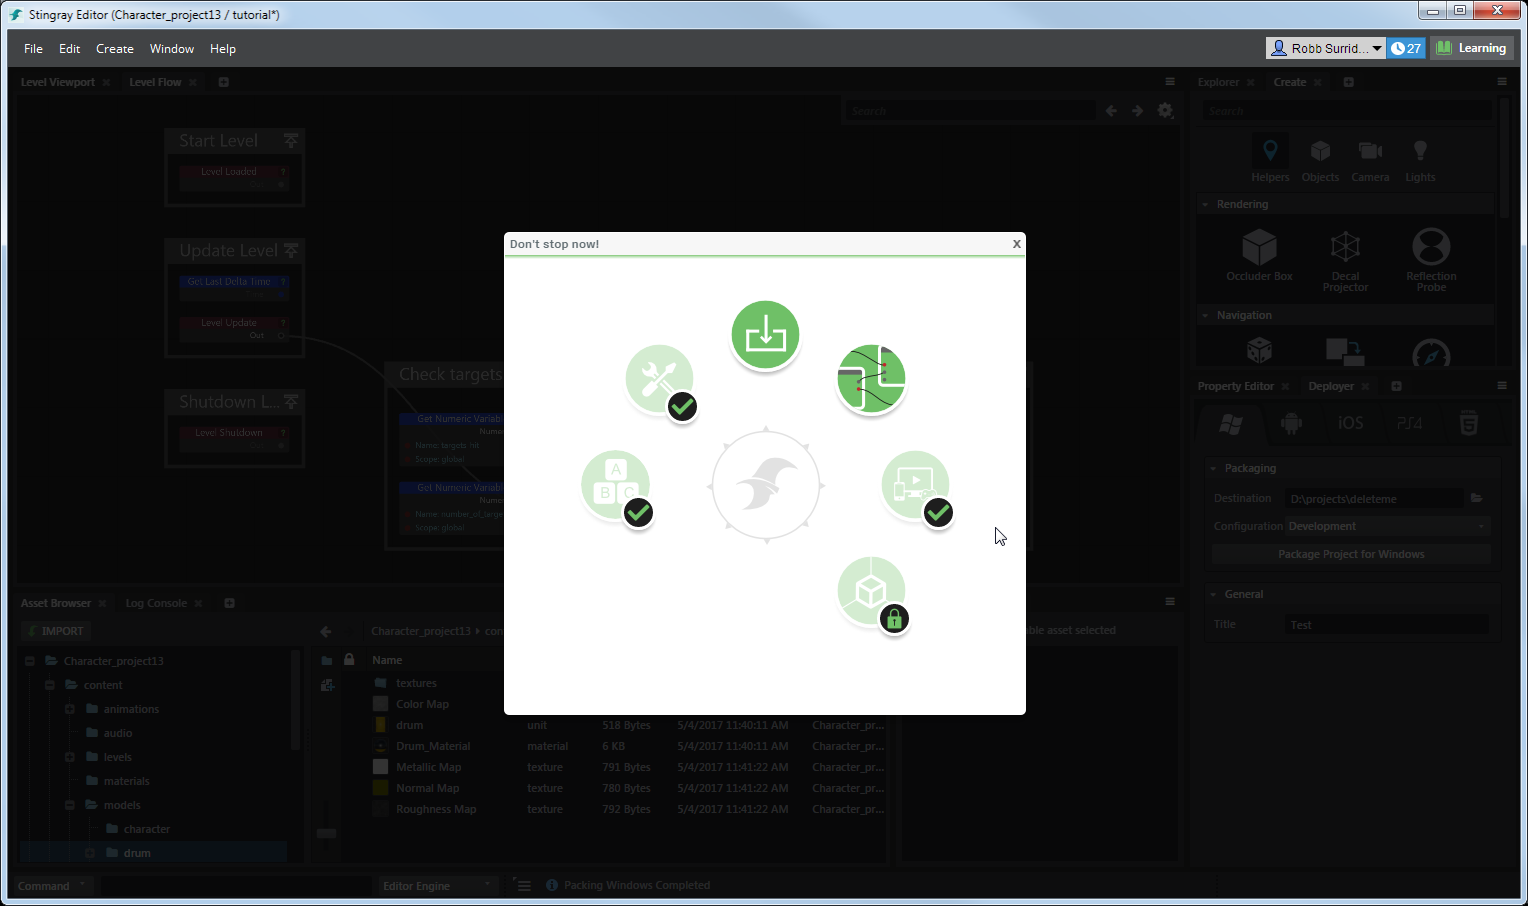 Stingray Editor (Character_project13 / tutorial*)
File Edit Create Window Help
Robb Surrid... 27 Learning
Level Viewport Level Flow
Explorer Create
Search
Search
Start Level
Level Loaded ?
Helpers Objects Camera Lights
Rendering
Update Level
Get Last Delta Time ?
Level Update ?
Out
Occluder Box Decal Projector Reflection Probe
Navigation
Don't stop now! X
A
B C
Check targets
Get Numeric Variabl
Name: targets_hit
Scope: global
Get Numeric Variabl
Name: number_of_targe
Scope: global
Shutdown L...
Level Shutdown ?
Property Editor Deployer
iOS PS4 HTML
Packaging
Destination D:\projects\deleteme
Configuration Development
Package Project for Windows
General
Title Test
Asset Browser Log Console
IMPORT
Character_project13 con
ble asset selected
Character_project13
content
animations
audio
levels
materials
models
character
drum
Name
textures
Color Map
drum unit 518 Bytes 5/4/2017 11:40:11 AM Character_pr...
Drum_Material material 6 KB 5/4/2017 11:40:11 AM Character_pr...
Metallic Map texture 791 Bytes 5/4/2017 11:41:22 AM Character_pr...
Normal Map texture 780 Bytes 5/4/2017 11:41:22 AM Character_pr...
Roughness Map texture 792 Bytes 5/4/2017 11:41:22 AM Character_pr...
Command Editor Engine Packing Windows Completed